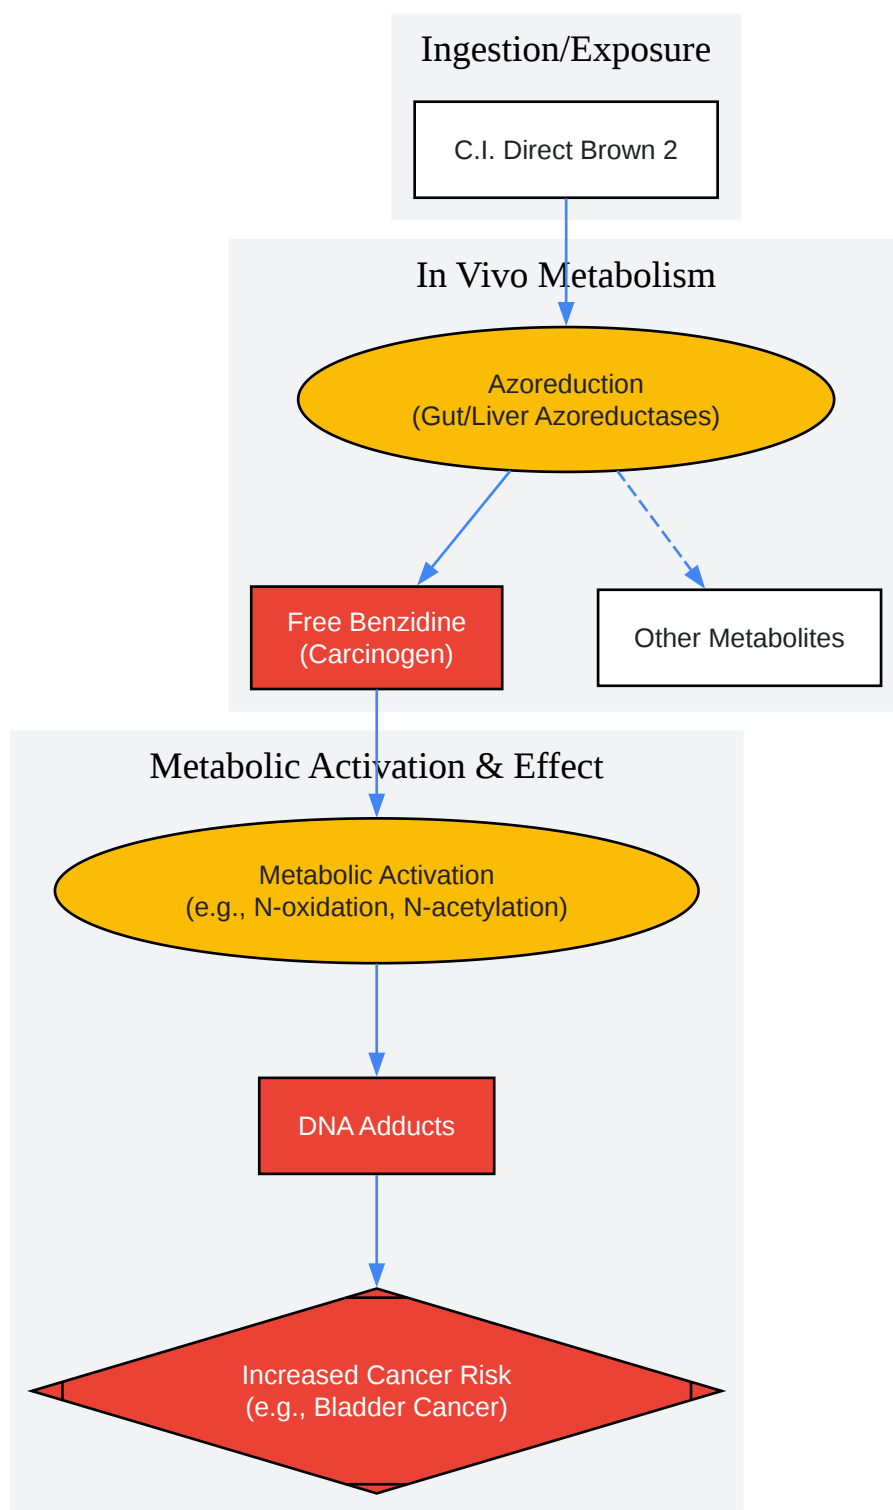 Ingestion/Exposure
C.I. Direct Brown 2
In Vivo Metabolism
Azoreduction
(Gut/Liver Azoreductases)
Free Benzidine
(Carcinogen)
Other Metabolites
Metabolic Activation & Effect
Metabolic Activation
(e.g., N-oxidation, N-acetylation)
DNA Adducts
Increased Cancer Risk
(e.g., Bladder Cancer)